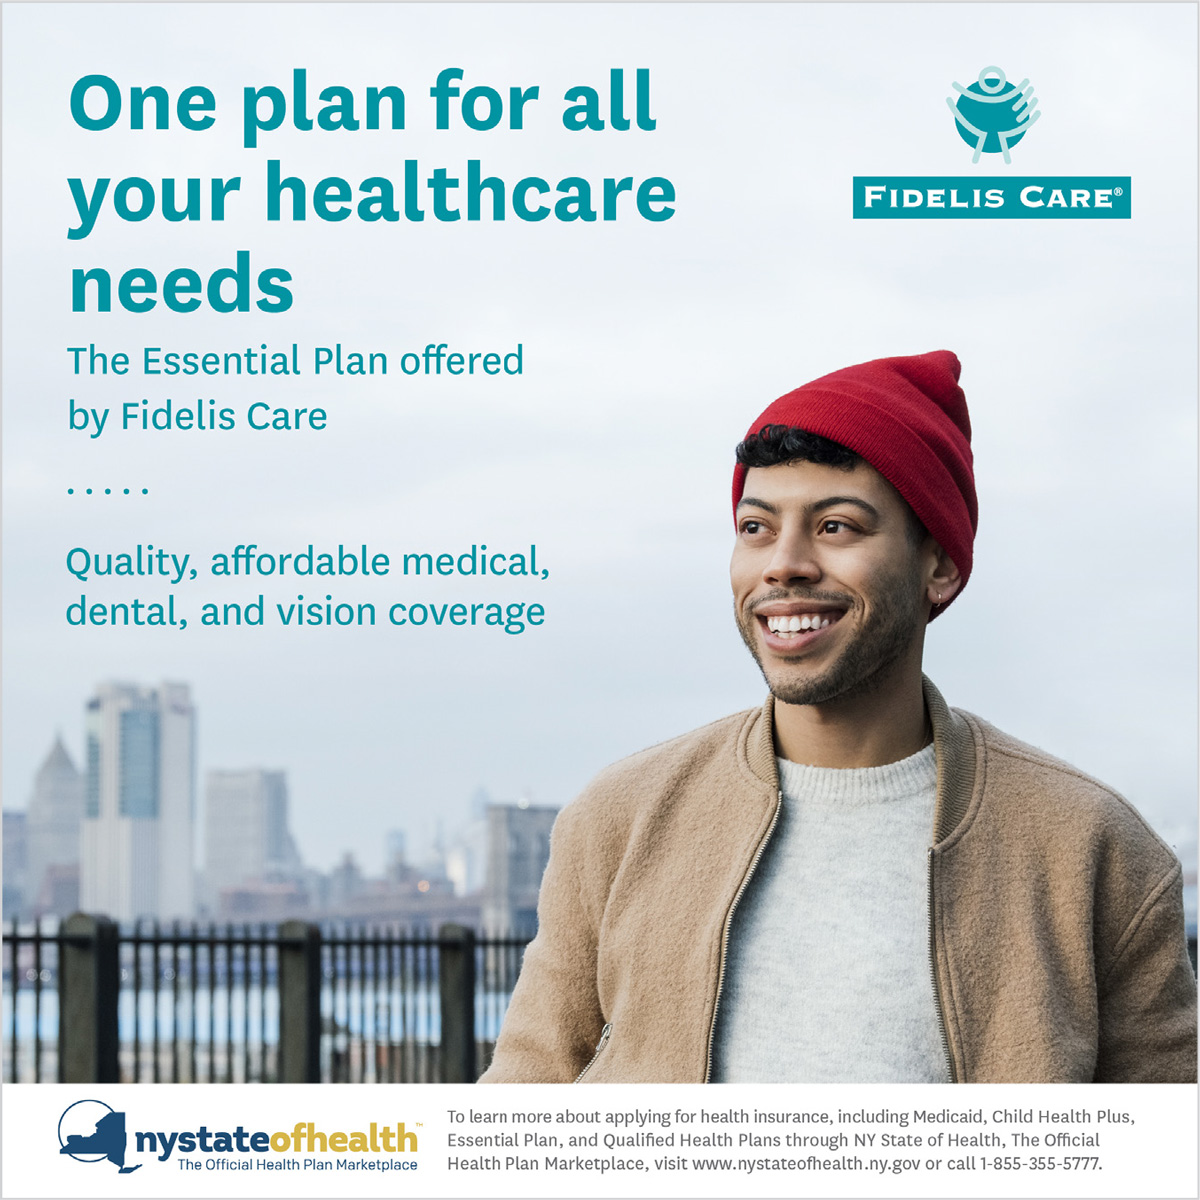 One plan for all
your healthcare
needs
FIDELIS CARE®
The Essential Plan offered
by Fidelis Care
.....
Quality, affordable medical,
dental, and vision coverage
nystateofhealth™
The Official Health Plan Marketplace
To learn more about applying for health insurance, including Medicaid, Child Health Plus,
Essential Plan, and Qualified Health Plans through NY State of Health, The Official
Health Plan Marketplace, visit www.nystateofhealth.ny.gov or call 1-855-355-5777.